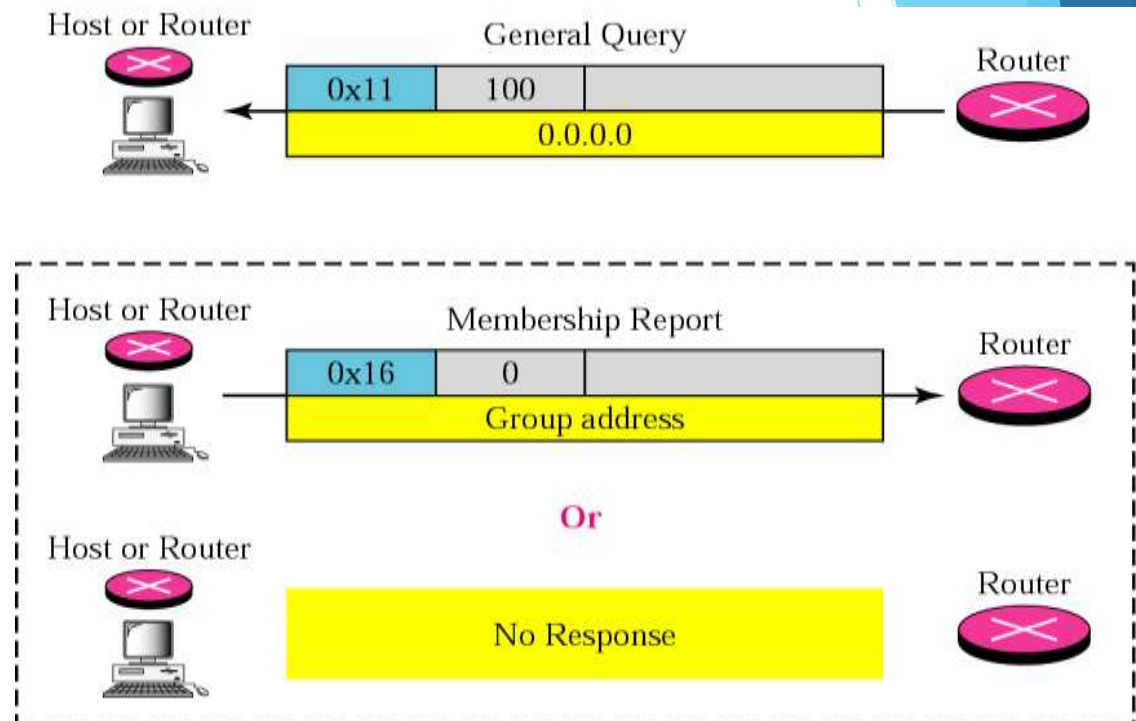 Host or Router
General Query
Router
0x11 100
0.0.0.0
Host or Router
Membership Report
Router
0x16 0
Group address
Or
Host or Router
Router
No Response